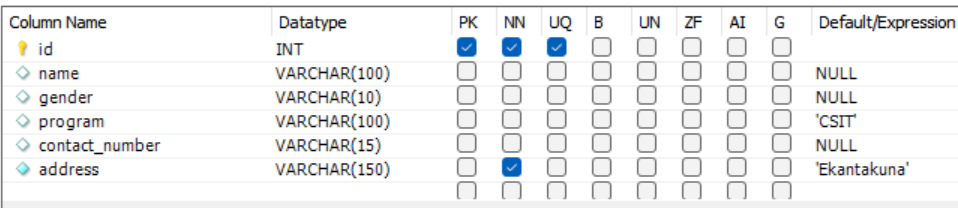 Column Name Datatype PK NN UQ B UN ZF AI G Default/Expression
id INT
name VARCHAR(100) NULL
gender VARCHAR(10) NULL
program VARCHAR(100) 'CSIT'
contact_number VARCHAR(15) NULL
address VARCHAR(150) 'Ekantakuna'